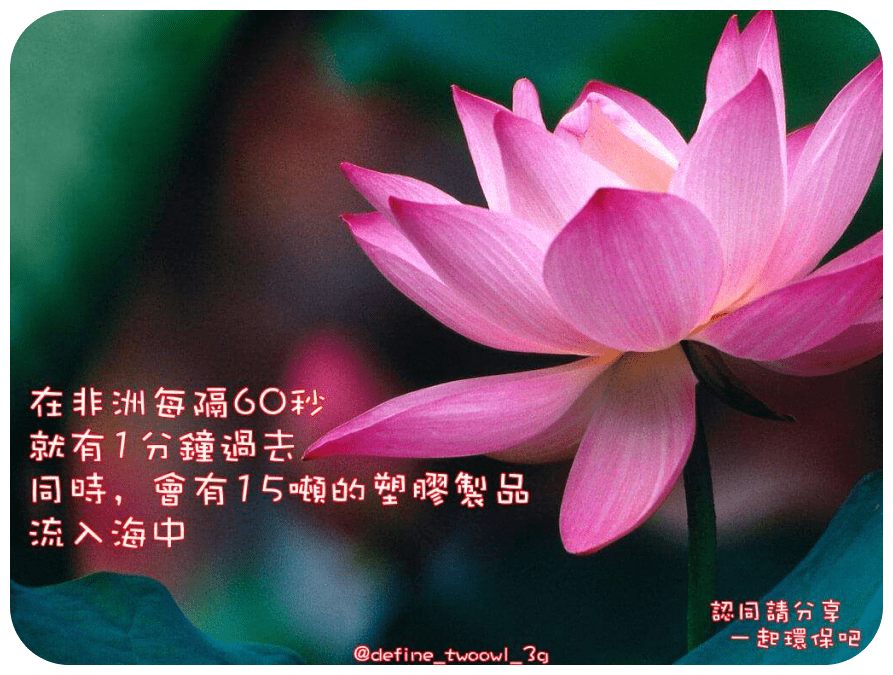 在非洲每隔60秒
就有1分鐘過去
同時，會有15噸的塑膠製品
流入海中
認同請分享
一起環保吧
@define_twoowl_3g